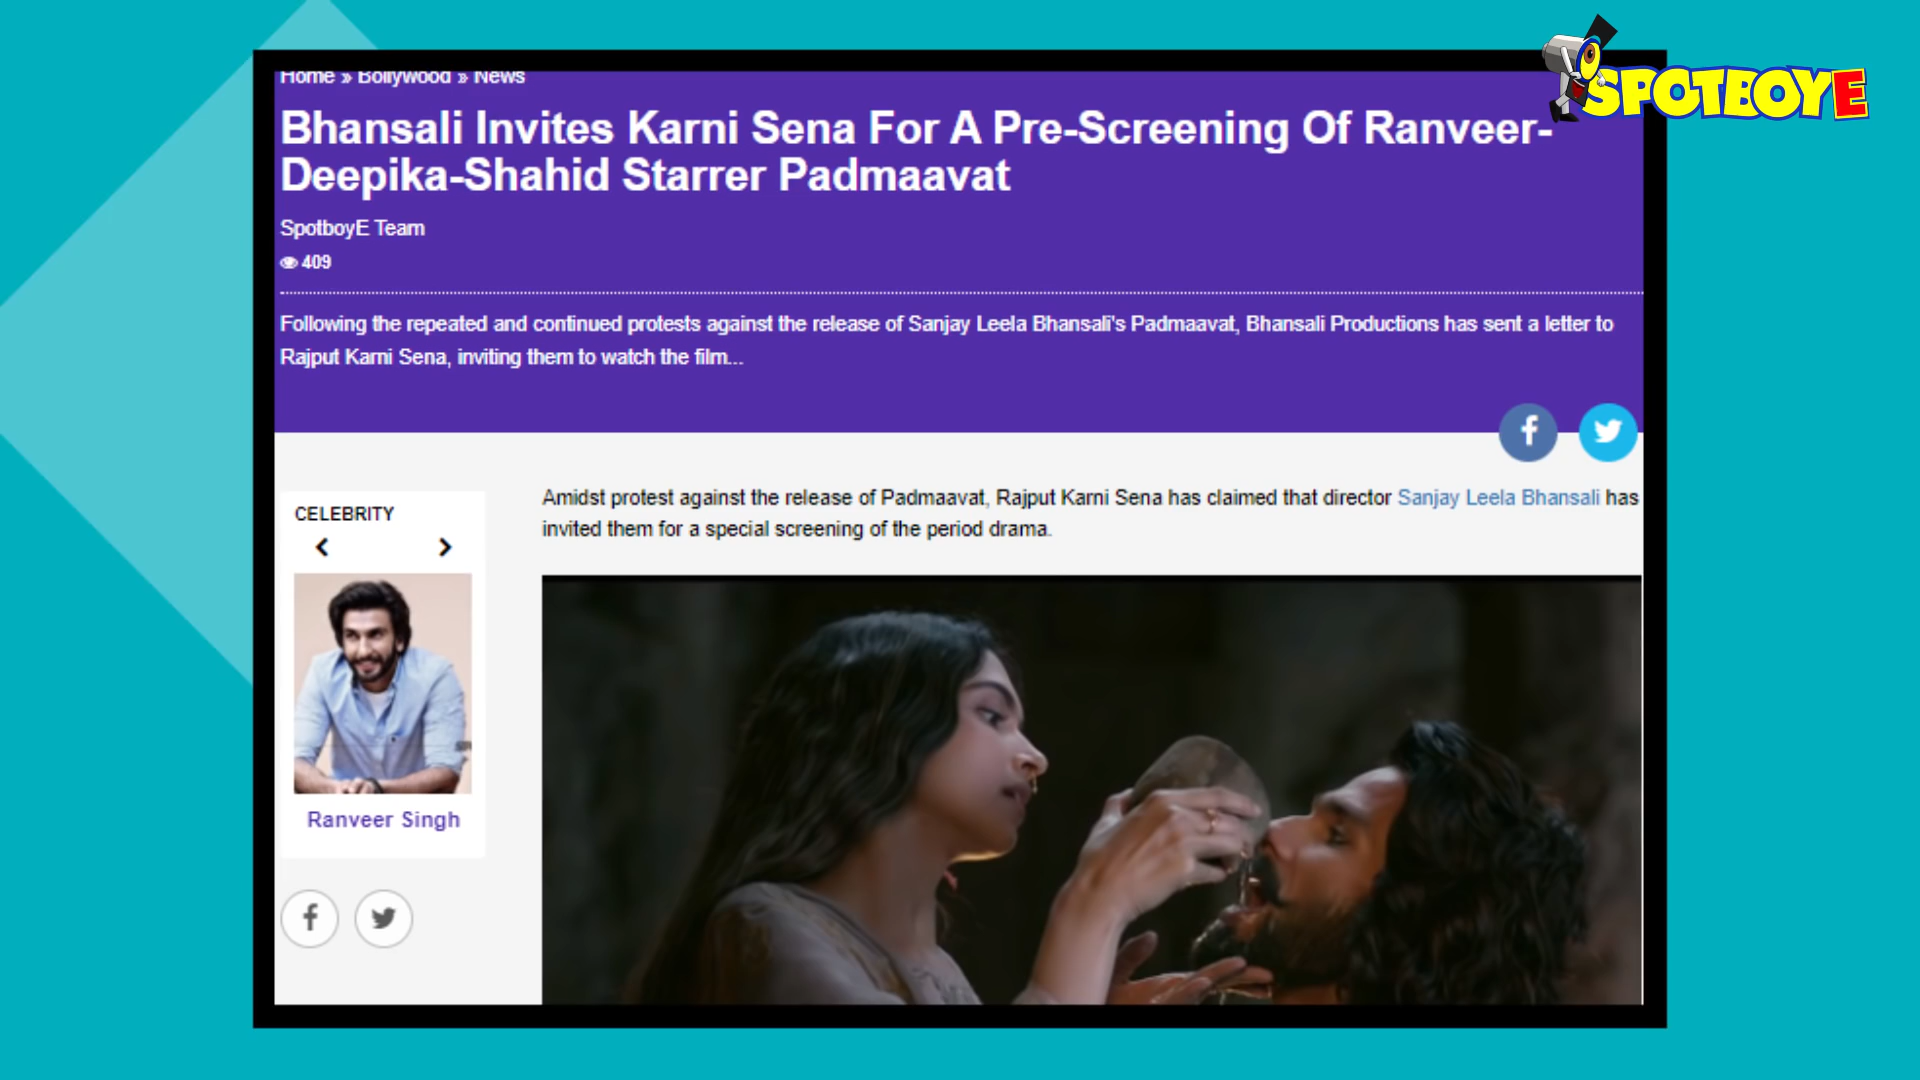 SPOTBOYE
Home » Bollywood » News
Bhansali Invites Karni Sena For A Pre-Screening Of Ranveer-
Deepika-Shahid Starrer Padmaavat
SpotboyE Team
409
Following the repeated and continued protests against the release of Sanjay Leela Bhansali's Padmaavat, Bhansali Productions has sent a letter to
Rajput Karni Sena, inviting them to watch the film...
CELEBRITY
Ranveer Singh
Amidst protest against the release of Padmaavat, Rajput Karni Sena has claimed that director Sanjay Leela Bhansali has
invited them for a special screening of the period drama.